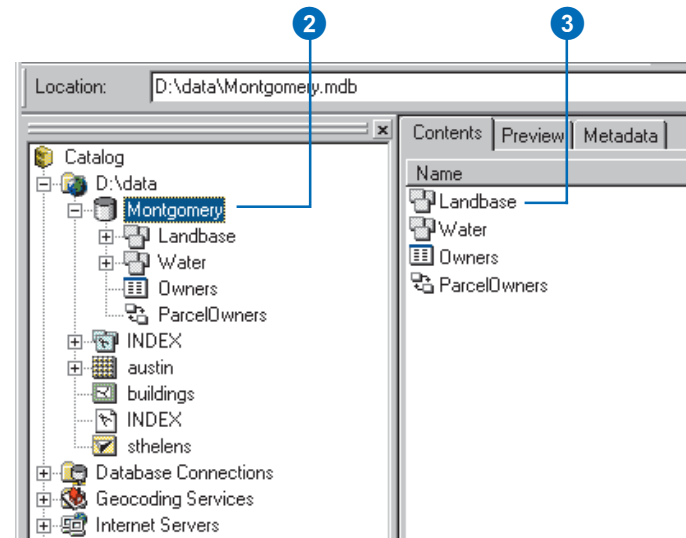 2
3
Location: D:\data\Montgomery.mdb
Contents Preview Metadata
Name
Landbase
Water
Owners
ParcelOwners
Catalog
D:\data
Montgomery
Landbase
Water
Owners
ParcelOwners
INDEX
austin
buildings
INDEX
sthelens
Database Connections
Geocoding Services
Internet Servers